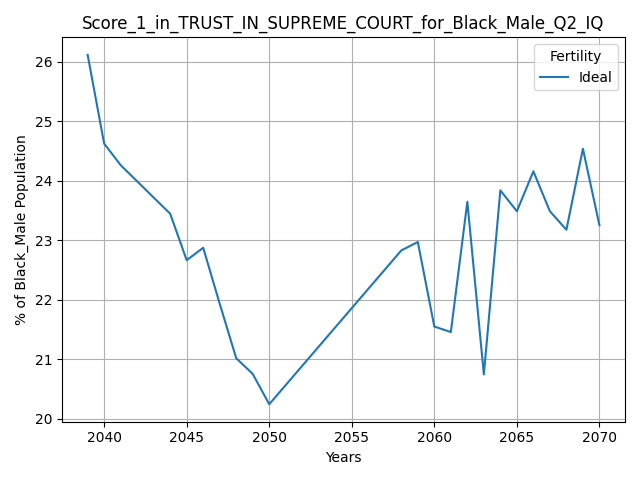 Score_1_in_TRUST_IN_SUPREME_COURT_for_Black_Male_Q2_IQ
Fertility
Ideal
% of Black_Male Population
26
25
24
23
22
21
20
2040 2045 2050 2055 2060 2065 2070
Years